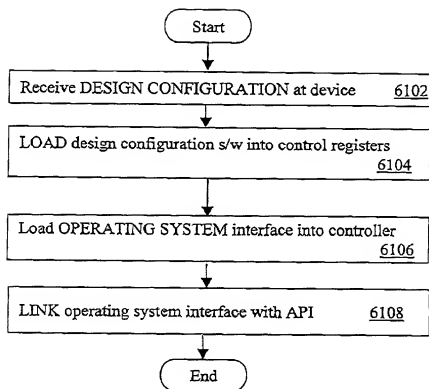 Start
Receive DESIGN CONFIGURATION at device 6102
LOAD design configuration s/w into control registers
6104
Load OPERATING SYSTEM interface into controller
6106
LINK operating system interface with API 6108
End